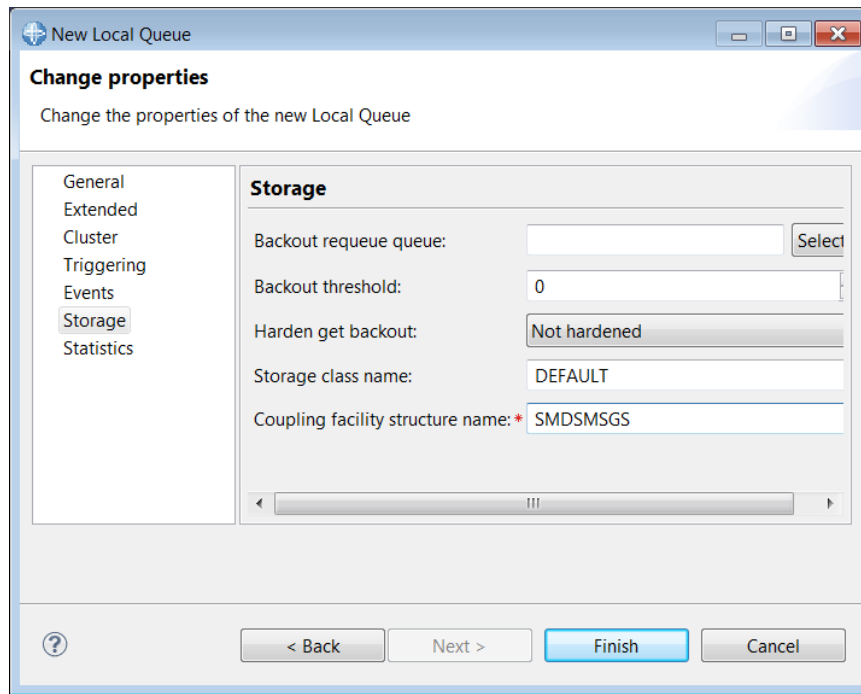 New Local Queue
Change properties
Change the properties of the new Local Queue
General
Extended
Cluster
Triggering
Events
Storage
Statistics
Storage
Backout requeue queue:
Select
Backout threshold: 0
Harden get backout: Not hardened
Storage class name: DEFAULT
Coupling facility structure name:* SMDSMSGS
?
< Back Next > Finish Cancel